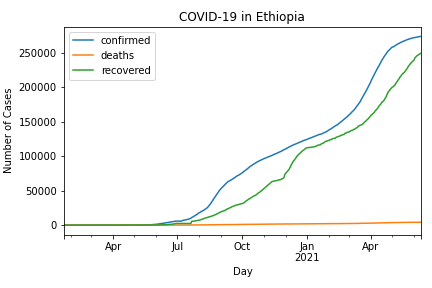 COVID-19 in Ethiopia
confirmed
deaths
recovered
Number of Cases
250000
200000
150000
100000
50000
0
Apr Jul Oct Jan Apr
2021
Day